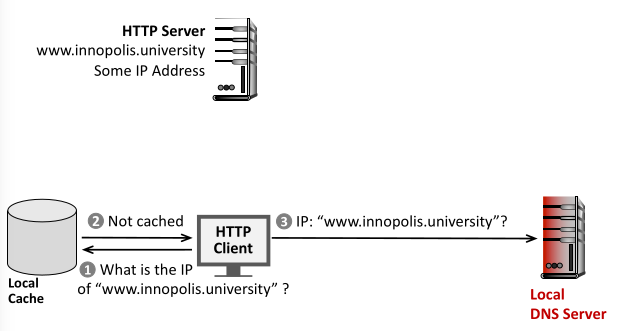 HTTP Server
www.innopolis.university
Some IP Address
2 Not cached
HTTP
Client
3 IP: “www.innopolis.university”?
1 What is the IP
of “www.innopolis.university” ?
Local
Cache
Local
DNS Server